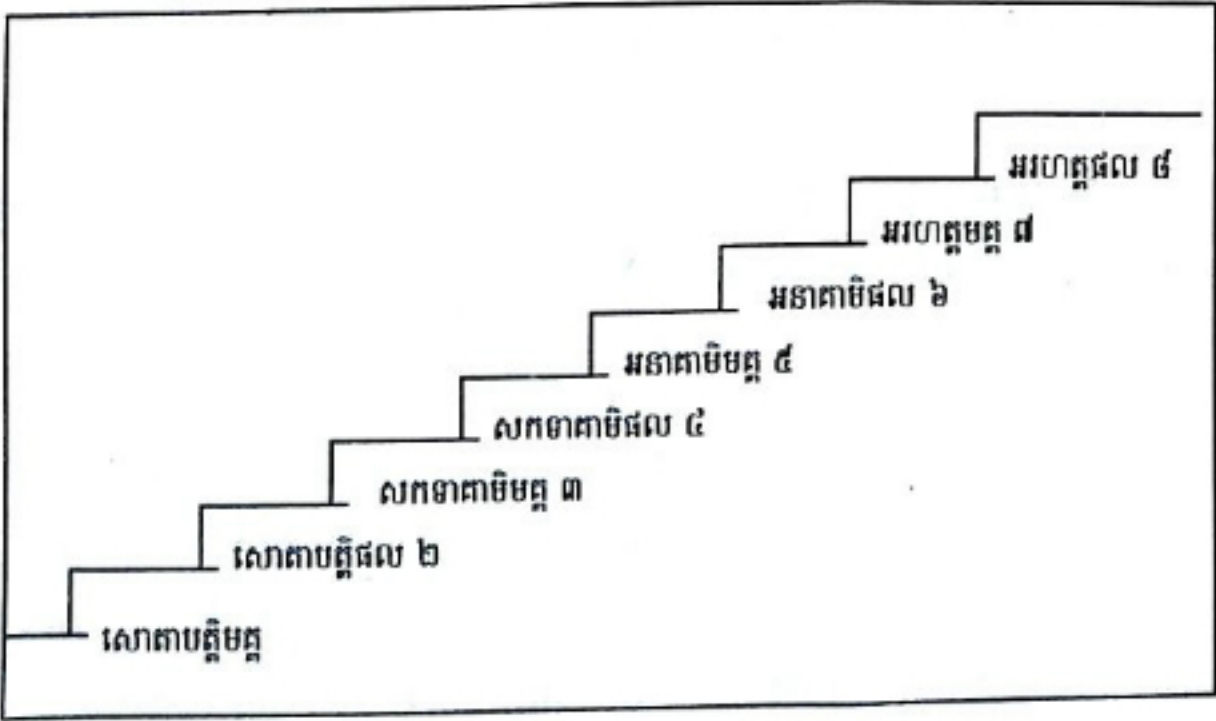 អរហត្តផល ៨
អរហត្តមគ្គ ៧
អនាគាមិផល ៦
អនាគាមិមគ្គ ៥
សកទាគាមិផល ៤
សកទាគាមិមគ្គ ៣
សោតាបត្តិផល ២
សោតាបត្តិមគ្គ